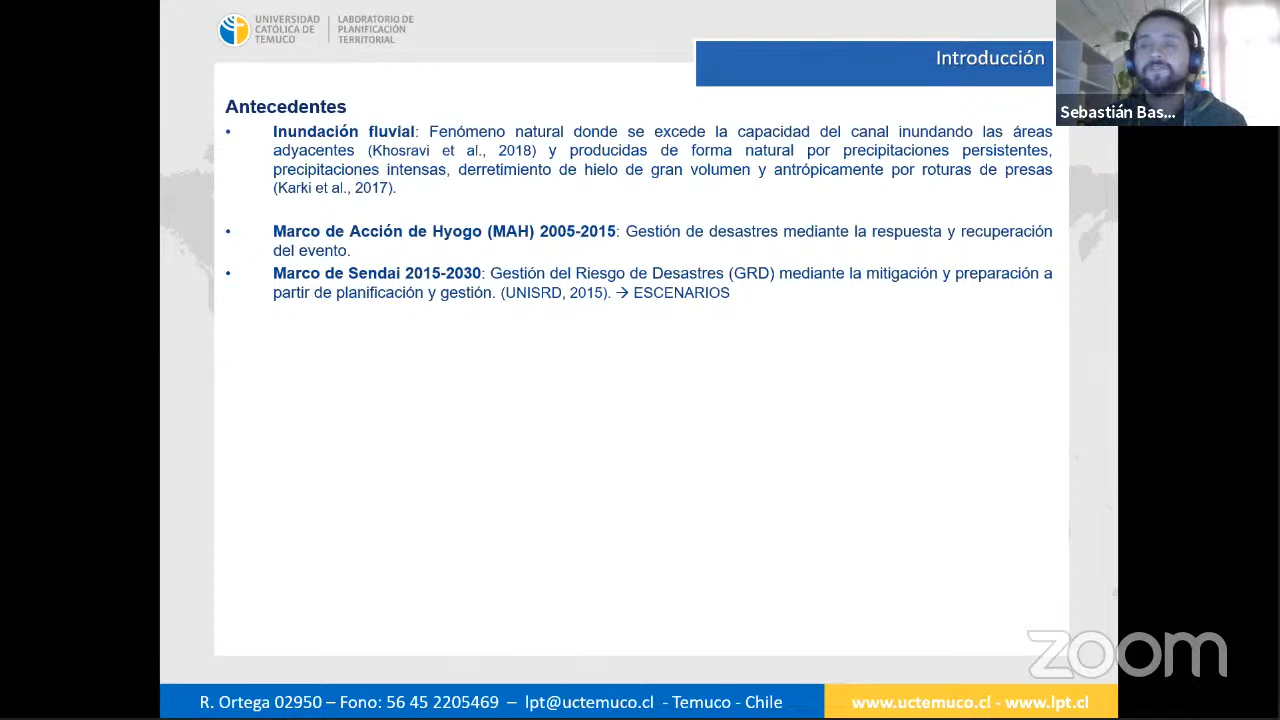 UNIVERSIDAD
CATÓLICA DE
TEMUCO
LABORATORIO DE
PLANIFICACIÓN
TERRITORIAL
Introducción
Sebastián Bas...
Antecedentes
• Inundación fluvial: Fenómeno natural donde se excede la capacidad del canal inundando las áreas
adyacentes (Khosravi et al., 2018) y producidas de forma natural por precipitaciones persistentes,
precipitaciones intensas, derretimiento de hielo de gran volumen y antrópicamente por roturas de presas
(Karki et al., 2017).
• Marco de Acción de Hyogo (MAH) 2005-2015: Gestión de desastres mediante la respuesta y recuperación
del evento.
• Marco de Sendai 2015-2030: Gestión del Riesgo de Desastres (GRD) mediante la mitigación y preparación a
partir de planificación y gestión. (UNISRD, 2015). → ESCENARIOS
zoom
R. Ortega 02950 – Fono: 56 45 2205469 – lpt@uctemuco.cl - Temuco - Chile
www.uctemuco.cl - www.lpt.cl